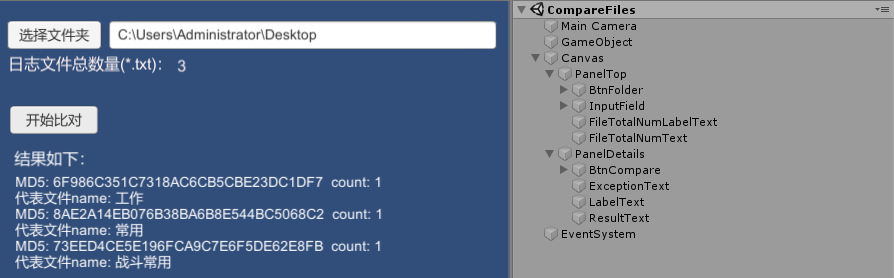 选择文件夹
C:\Users\Administrator\Desktop
日志文件总数量(*.txt): 3
开始比对
结果如下:
MD5: 6F986C351C7318AC6CB5CBE23DC1DF7 count: 1
代表文件name: 工作
MD5: 8AE2A14EB076B38BA6B8E544BC5068C2 count: 1
代表文件name: 常用
MD5: 73EED4CE5E196FCA9C7E6F5DE62E8FB count: 1
代表文件name: 战斗常用
CompareFiles
Main Camera
GameObject
Canvas
PanelTop
BtnFolder
InputField
FileTotalNumLabelText
FileTotalNumText
PanelDetails
BtnCompare
ExceptionText
LabelText
ResultText
EventSystem